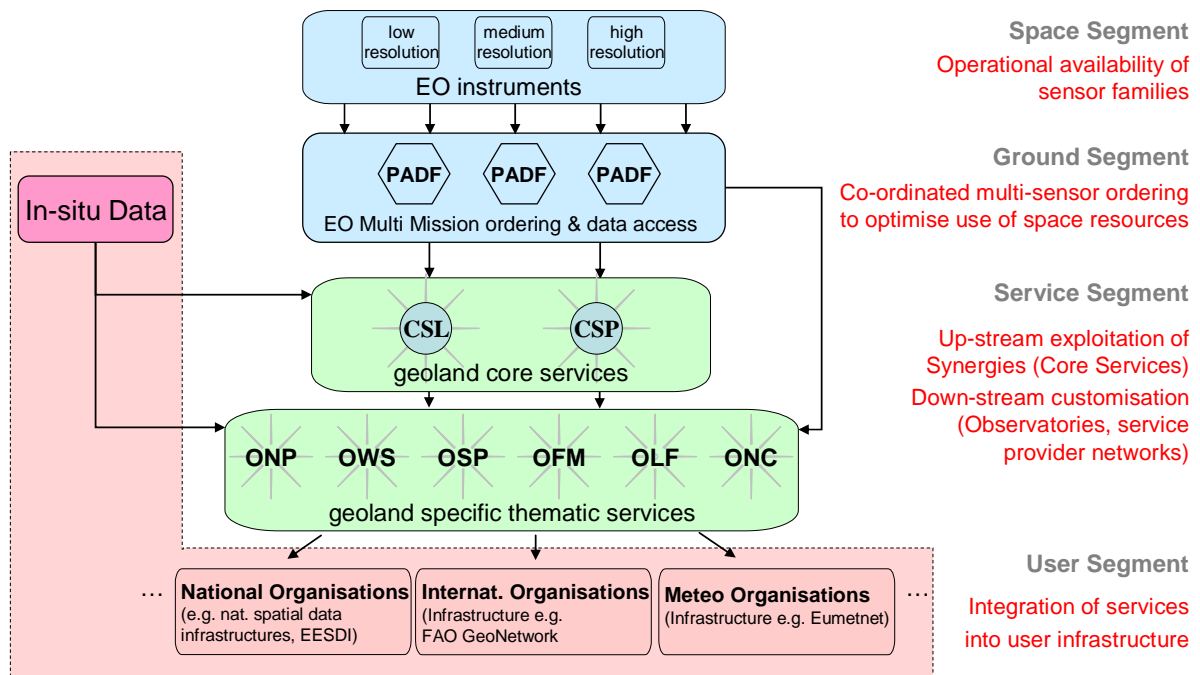 low
resolution
medium
resolution
high
resolution
EO instruments
Space Segment
Operational availability of
sensor families
PADF
PADF
PADF
EO Multi Mission ordering & data access
Ground Segment
Co-ordinated multi-sensor ordering
to optimise use of space resources
In-situ Data
CSL
CSP
geoland core services
Service Segment
Up-stream exploitation of
Synergies (Core Services)
Down-stream customisation
(Observatories, service
provider networks)
ONP
OWS
OSP
OFM
OLF
ONC
geoland specific thematic services
User Segment
Integration of services
into user infrastructure
...
National Organisations
(e.g. nat. spatial data
infrastructures, EESDI)
Internat. Organisations
(Infrastructure e.g.
FAO GeoNetwork
Meteo Organisations
(Infrastructure e.g. Eumetnet)
...